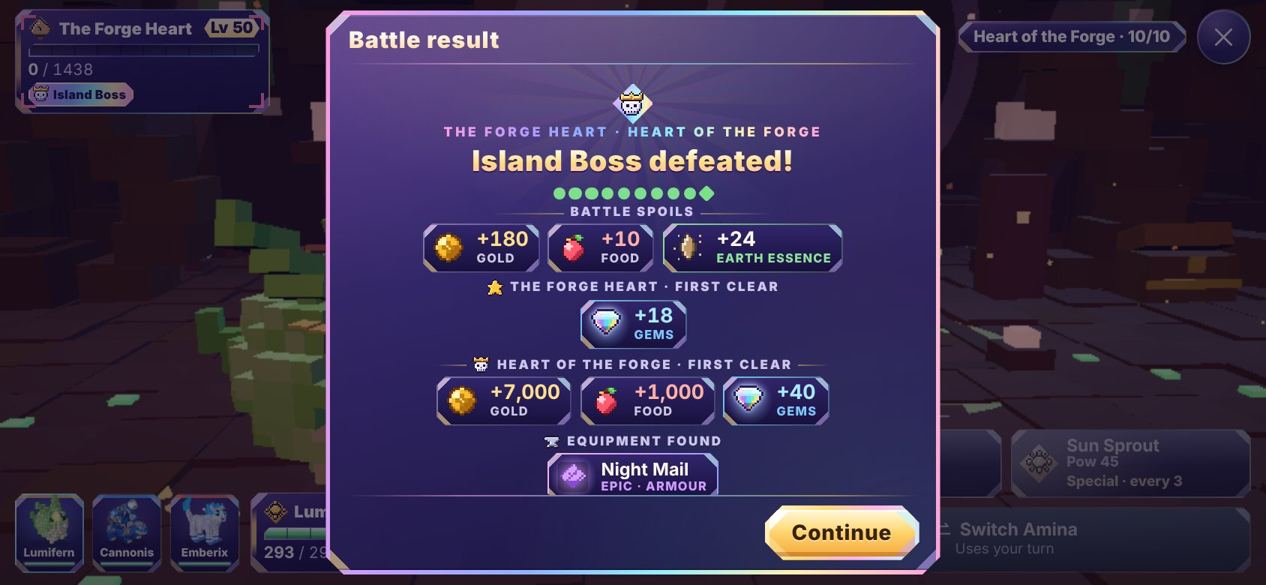 The Forge Heart Lv 50
0 / 1438
Island Boss
Battle result
Heart of the Forge · 10/10
THE FORGE HEART · HEART OF THE FORGE
Island Boss defeated!
BATTLE SPOILS
+180 GOLD
+10 FOOD
+24 EARTH ESSENCE
THE FORGE HEART · FIRST CLEAR
+18 GEMS
HEART OF THE FORGE · FIRST CLEAR
+7,000 GOLD
+1,000 FOOD
+40 GEMS
EQUIPMENT FOUND
Night Mail
EPIC · ARMOUR
Continue
Lumifern
Cannonis
Emberix
Lum
293 / 29
Sun Sprout
Pow 45
Special · every 3
Switch Amina
Uses your turn